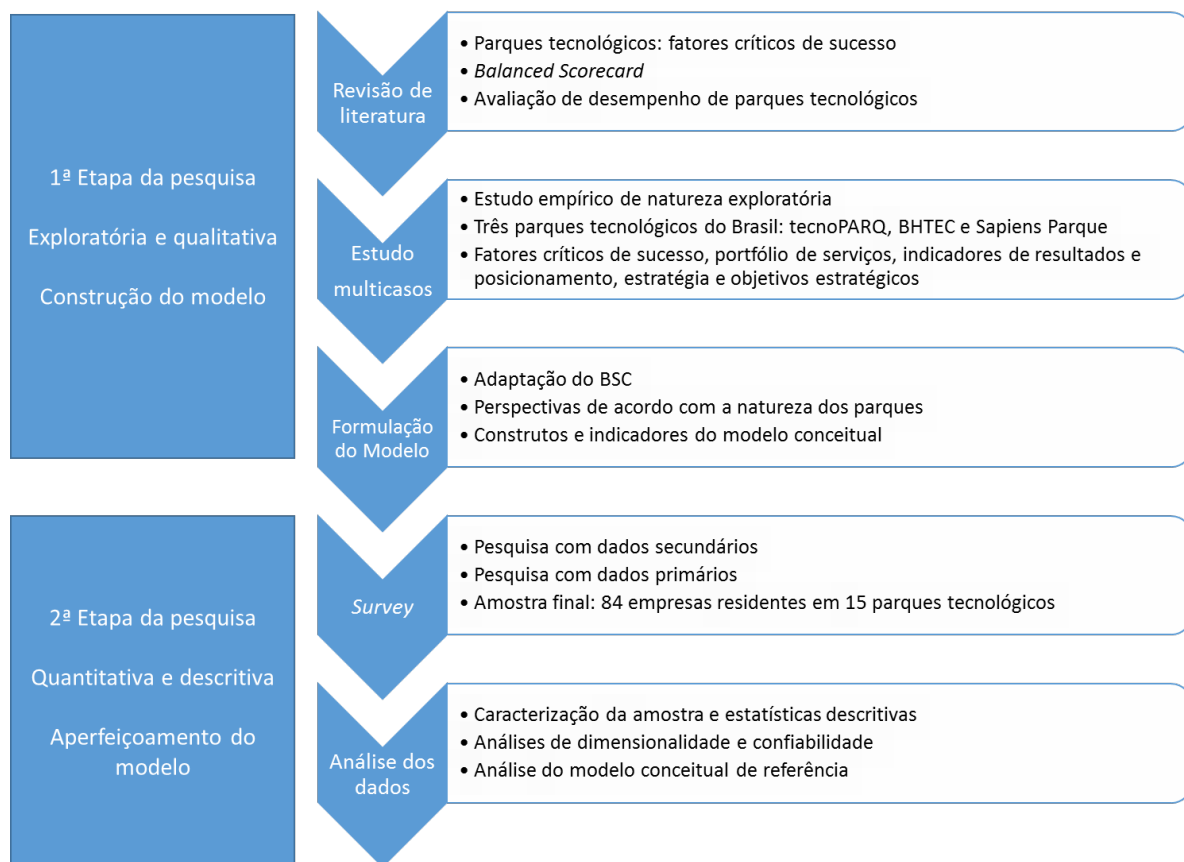 1ª Etapa da pesquisa
Exploratória e qualitativa
Construção do modelo
Revisão de
literatura
• Parques tecnológicos: fatores críticos de sucesso
• Balanced Scorecard
• Avaliação de desempenho de parques tecnológicos
Estudo
multicasos
• Estudo empírico de natureza exploratória
• Três parques tecnológicos do Brasil: tecnoPARQ, BHTEC e Sapiens Parque
• Fatores críticos de sucesso, portfólio de serviços, indicadores de resultados e
posicionamento, estratégia e objetivos estratégicos
Formulação
do Modelo
• Adaptação do BSC
• Perspectivas de acordo com a natureza dos parques
• Construtos e indicadores do modelo conceitual
2ª Etapa da pesquisa
Quantitativa e descritiva
Aperfeiçoamento do
modelo
Survey
• Pesquisa com dados secundários
• Pesquisa com dados primários
• Amostra final: 84 empresas residentes em 15 parques tecnológicos
Análise dos
dados
• Caracterização da amostra e estatísticas descritivas
• Análises de dimensionalidade e confiabilidade
• Análise do modelo conceitual de referência